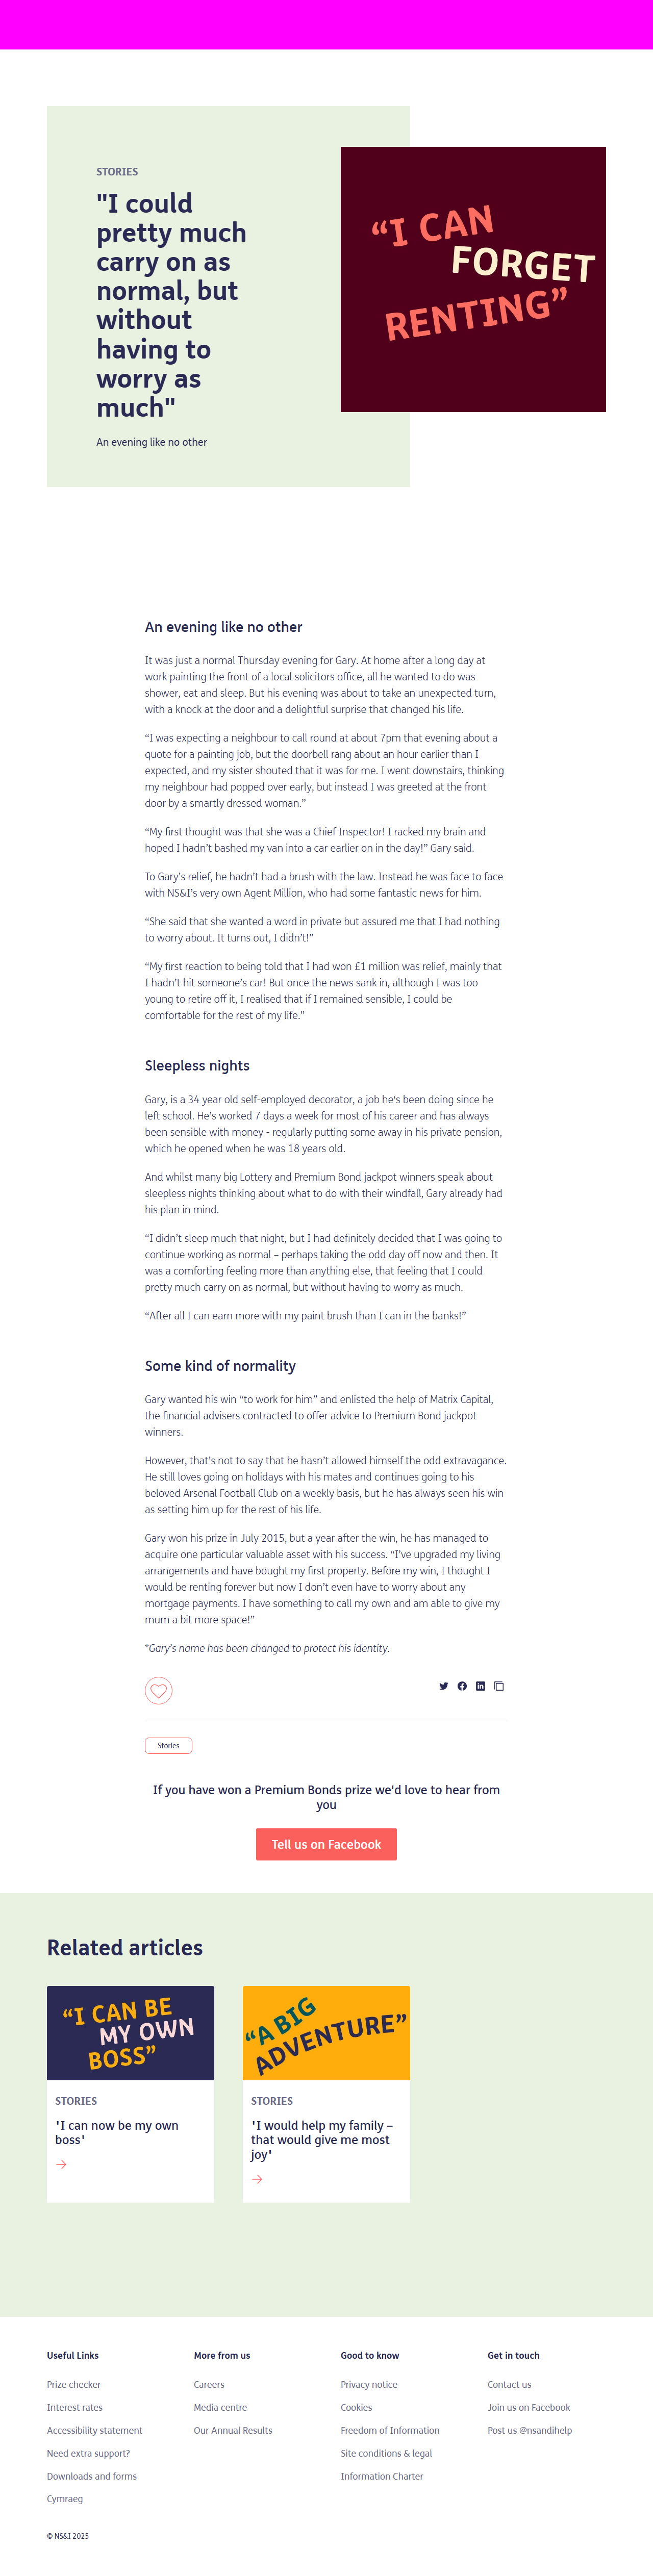 STORIES
"I could
pretty much
carry on as
normal, but
without
having to
worry as
much"
An evening like no other
“I CAN
FORGET
RENTING”
An evening like no other
It was just a normal Thursday evening for Gary. At home after a long day at
work painting the front of a local solicitors office, all he wanted to do was
shower, eat and sleep. But his evening was about to take an unexpected turn,
with a knock at the door and a delightful surprise that changed his life.
“I was expecting a neighbour to call round at about 7pm that evening about a
quote for a painting job, but the doorbell rang about an hour earlier than I
expected, and my sister shouted that it was for me. I went downstairs, thinking
my neighbour had popped over early, but instead I was greeted at the front
door by a smartly dressed woman.”
“My first thought was that she was a Chief Inspector! I racked my brain and
hoped I hadn’t bashed my van into a car earlier on in the day!” Gary said.
To Gary’s relief, he hadn’t had a brush with the law. Instead he was face to face
with NS&I’s very own Agent Million, who had some fantastic news for him.
“She said that she wanted a word in private but assured me that I had nothing
to worry about. It turns out, I didn’t!”
“My first reaction to being told that I had won £1 million was relief, mainly that
I hadn’t hit someone’s car! But once the news sank in, although I was too
young to retire off it, I realised that if I remained sensible, I could be
comfortable for the rest of my life.”
Sleepless nights
Gary, is a 34 year old self-employed decorator, a job he's been doing since he
left school. He’s worked 7 days a week for most of his career and has always
been sensible with money - regularly putting some away in his private pension,
which he opened when he was 18 years old.
And whilst many big Lottery and Premium Bond jackpot winners speak about
sleepless nights thinking about what to do with their windfall, Gary already had
his plan in mind.
“I didn’t sleep much that night, but I had definitely decided that I was going to
continue working as normal – perhaps taking the odd day off now and then. It
was a comforting feeling more than anything else, that feeling that I could
pretty much carry on as normal, but without having to worry as much.
“After all I can earn more with my paint brush than I can in the banks!”
Some kind of normality
Gary wanted his win “to work for him” and enlisted the help of Matrix Capital,
the financial advisers contracted to offer advice to Premium Bond jackpot
winners.
However, that’s not to say that he hasn’t allowed himself the odd extravagance.
He still loves going on holidays with his mates and continues going to his
beloved Arsenal Football Club on a weekly basis, but he has always seen his win
as setting him up for the rest of his life.
Gary won his prize in July 2015, but a year after the win, he has managed to
acquire one particular valuable asset with his success. “I’ve upgraded my living
arrangements and have bought my first property. Before my win, I thought I
would be renting forever but now I don’t even have to worry about any
mortgage payments. I have something to call my own and am able to give my
mum a bit more space!”
*Gary’s name has been changed to protect his identity.
Stories
If you have won a Premium Bonds prize we'd love to hear from
you
Tell us on Facebook
Related articles
“I CAN BE
MY OWN
BOSS”
STORIES
'I can now be my own
boss'
“A BIG
ADVENTURE”
STORIES
'I would help my family –
that would give me most
joy'
Useful Links
Prize checker
Interest rates
Accessibility statement
Need extra support?
Downloads and forms
Cymraeg
More from us
Careers
Media centre
Our Annual Results
Good to know
Privacy notice
Cookies
Freedom of Information
Site conditions & legal
Information Charter
Get in touch
Contact us
Join us on Facebook
Post us @nsandihelp
© NS&I 2025